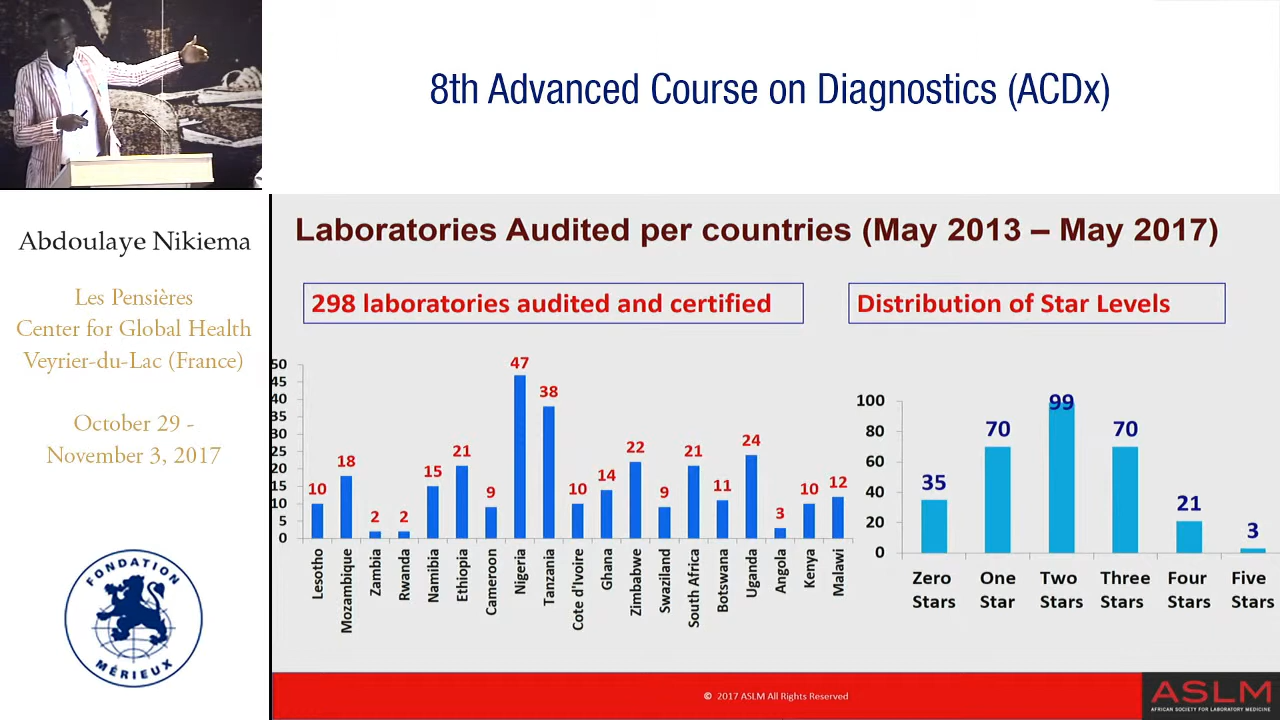 8th Advanced Course on Diagnostics (ACDx)
Abdoulaye Nikiema
Les Pensières
Center for Global Health
Veyrier-du-Lac (France)
October 29 -
November 3, 2017
FONDATION
MÉRIEUX
Laboratories Audited per countries (May 2013 – May 2017)
298 laboratories audited and certified
50
45
40
35
30
25
20
15
10
5
0
10
18
2
2
15
21
9
47
38
10
14
22
9
21
11
24
3
10
12
Lesotho
Mozambique
Zambia
Rwanda
Namibia
Ethiopia
Cameroon
Nigeria
Tanzania
Cote d'Ivoire
Ghana
Zimbabwe
Swaziland
South Africa
Botswana
Uganda
Angola
Kenya
Malawi
Distribution of Star Levels
100
80
60
40
20
0
35
70
99
70
21
3
Zero Stars
One Star
Two Stars
Three Stars
Four Stars
Five Stars
© 2017 ASLM All Rights Reserved
ASLM
AFRICAN SOCIETY FOR LABORATORY MEDICINE